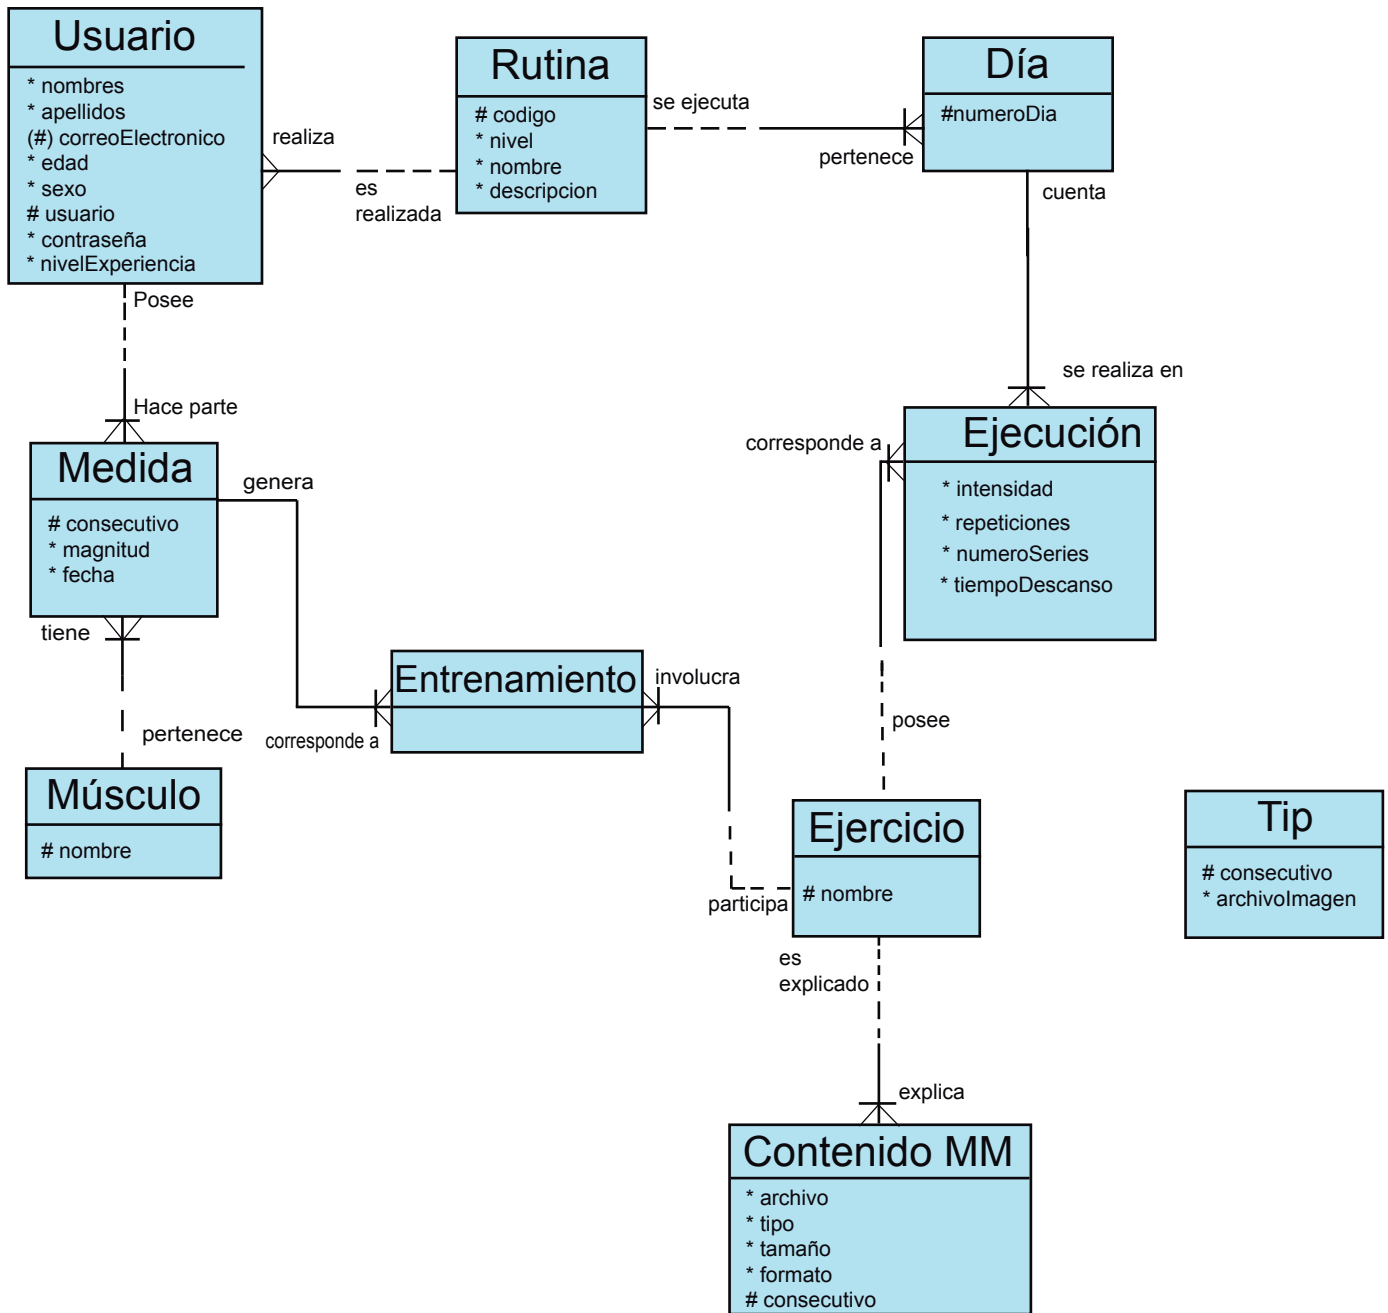 Usuario
* nombres
* apellidos
(#) correoElectronico
* edad
* sexo
# usuario
* contraseña
* nivelExperiencia
realiza
es
realizada
Rutina
# codigo
* nivel
* nombre
* descripcion
se ejecuta
pertenece
Día
#numeroDia
cuenta
se realiza en
Posee
Hace parte
Medida
# consecutivo
* magnitud
* fecha
genera
corresponde a
Ejecución
* intensidad
* repeticiones
* numeroSeries
* tiempoDescanso
tiene
pertenece
Músculo
# nombre
corresponde a
Entrenamiento
involucra
participa
posee
Ejercicio
# nombre
Tip
# consecutivo
* archivoImagen
es
explicado
explica
Contenido MM
* archivo
* tipo
* tamaño
* formato
# consecutivo